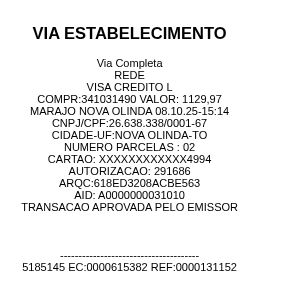 VIA ESTABELECIMENTO
Via Completa
REDE
VISA CREDITO L
COMPR:341031490 VALOR: 1129,97
MARAJO NOVA OLINDA 08.10.25-15:14
CNPJ/CPF:26.638.338/0001-67
CIDADE-UF:NOVA OLINDA-TO
NUMERO PARCELAS : 02
CARTAO: XXXXXXXXXXXX4994
AUTORIZACAO: 291686
ARQC:618ED3208ACBE563
AID: A0000000031010
TRANSACAO APROVADA PELO EMISSOR
--------------------------------------
5185145 EC:0000615382 REF:0000131152